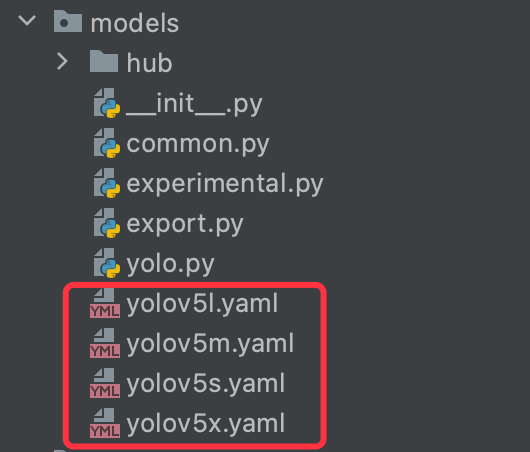 models
hub
__init__.py
common.py
experimental.py
export.py
yolo.py
YML yolov5l.yaml
YML yolov5m.yaml
YML yolov5s.yaml
YML yolov5x.yaml